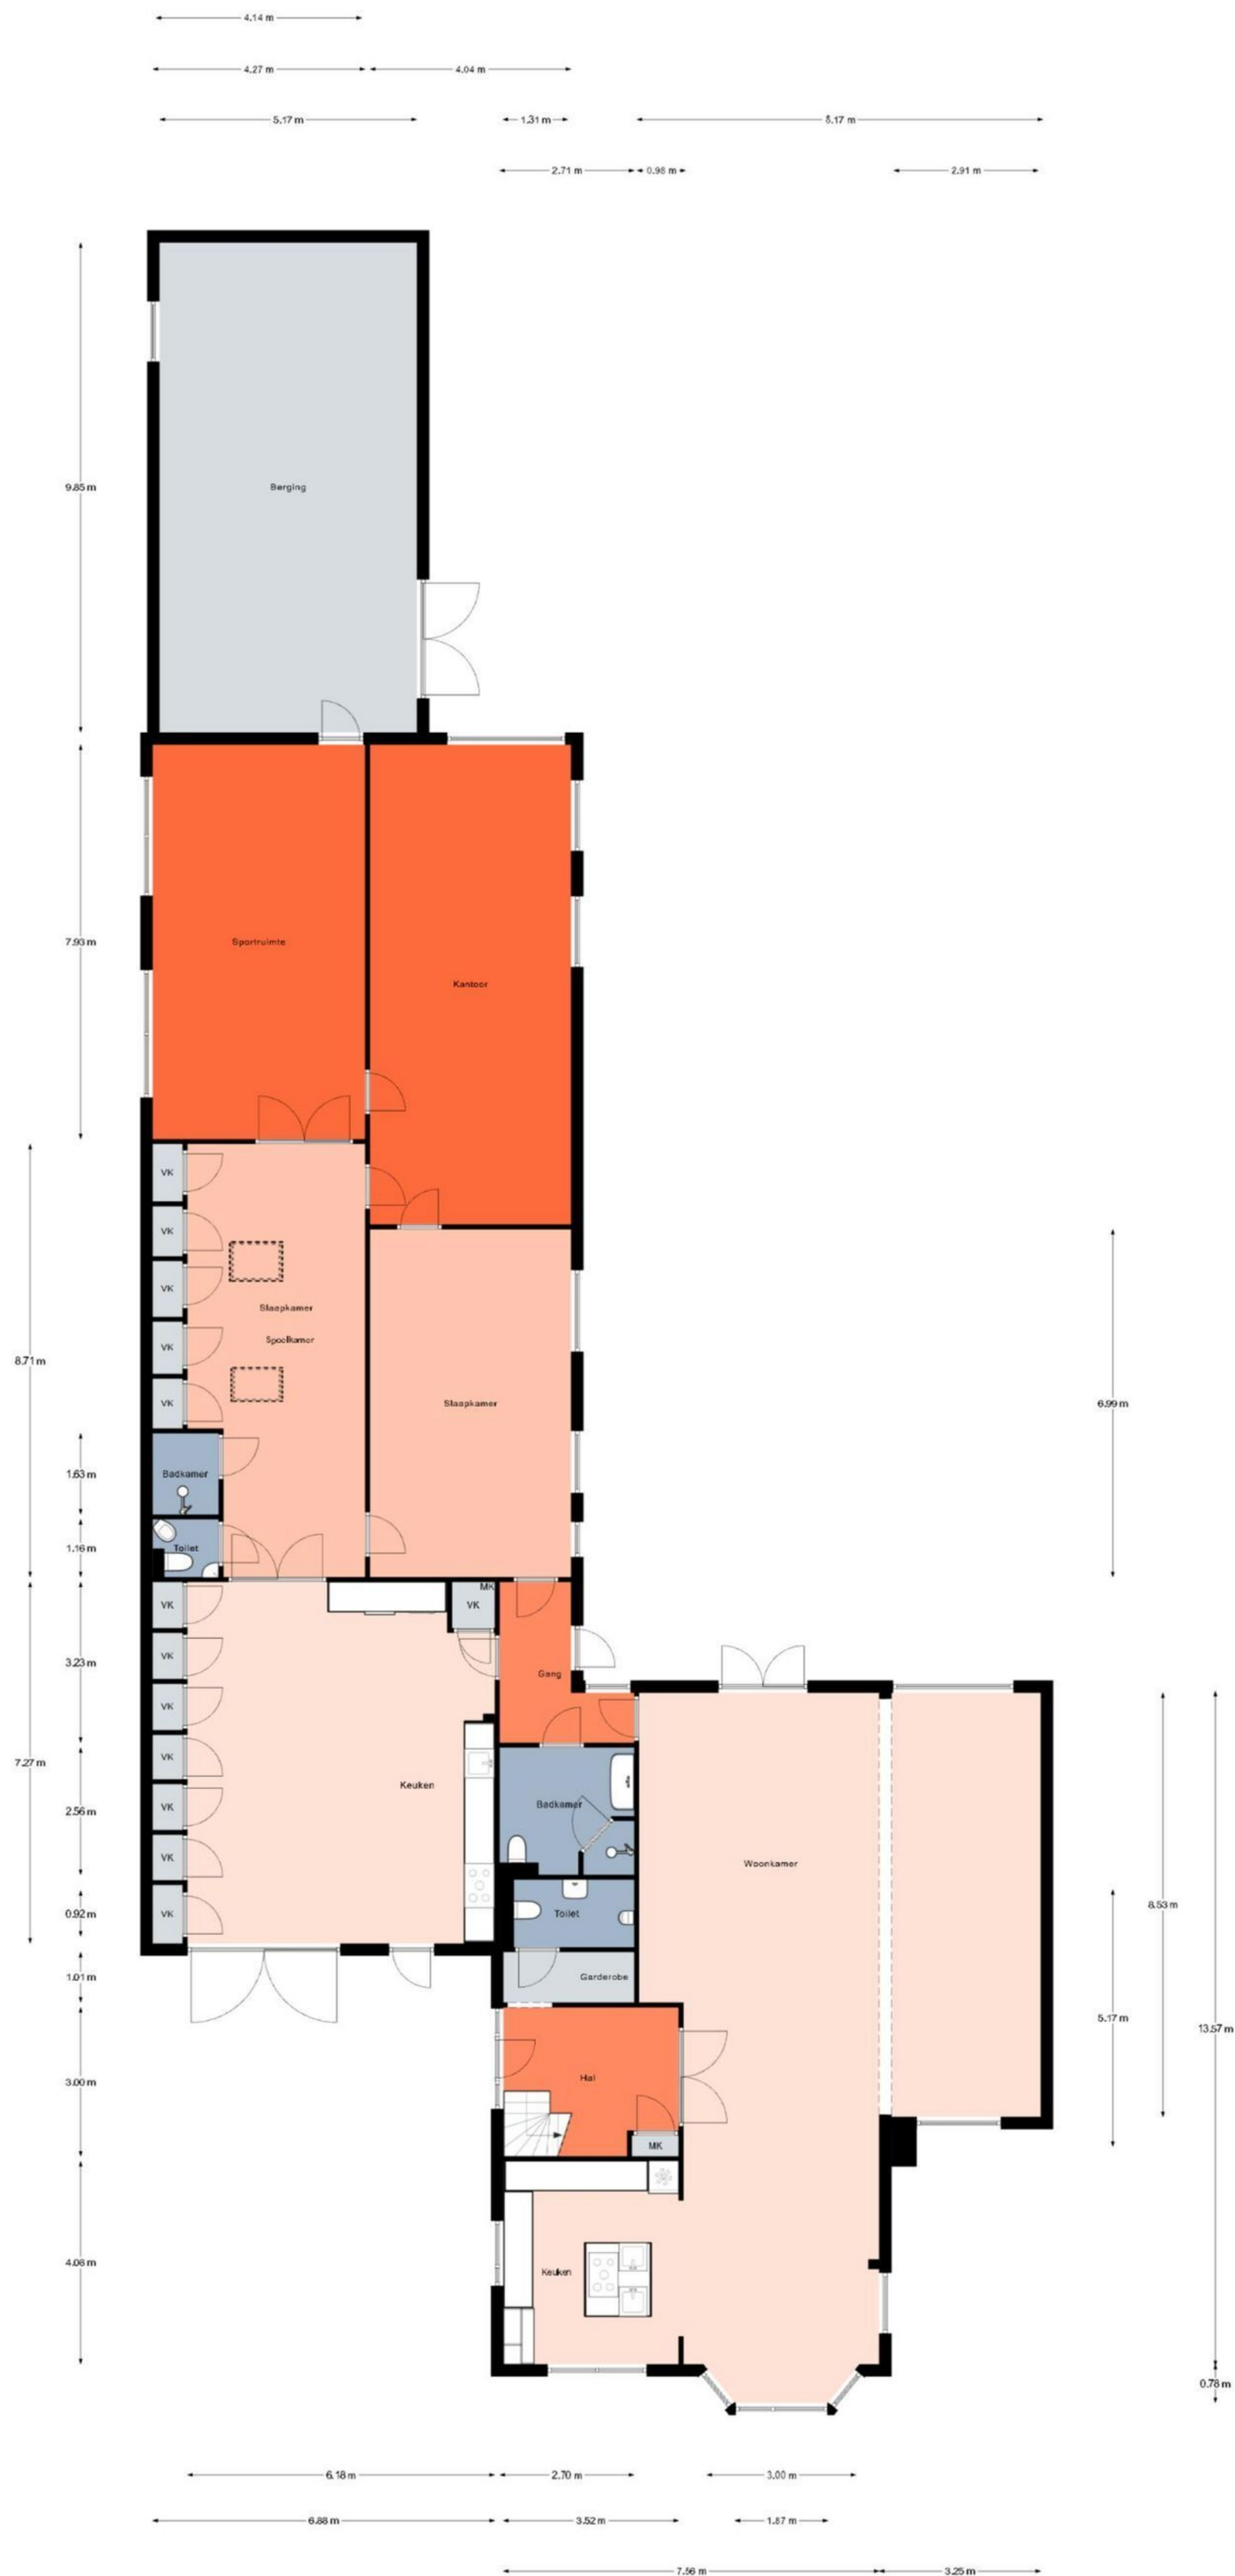 4.14 m
4.27 m
4.04 m
5.17 m
1.31 m
8.17 m
2.71 m
0.98 m
2.91 m
9.85 m
Berging
7.93 m
Sportruimte
Kantoor
VK
VK
VK
VK
VK
Slaapkamer
Speelkamer
8.71 m
Slaapkamer
6.99 m
1.63 m
Badkamer
1.16 m
Toilet
VK
MK
VK
3.23 m
VK
Gang
VK
7.27 m
VK
Keuken
2.56 m
VK
Badkamer
VK
Woonkamer
0.92 m
VK
Toilet
8.53 m
1.01 m
Garderobe
5.17 m
13.57 m
3.00 m
Hal
MK
4.08 m
Keuken
0.78 m
6.18 m
2.70 m
3.00 m
6.88 m
3.52 m
1.87 m
7.56 m
3.25 m